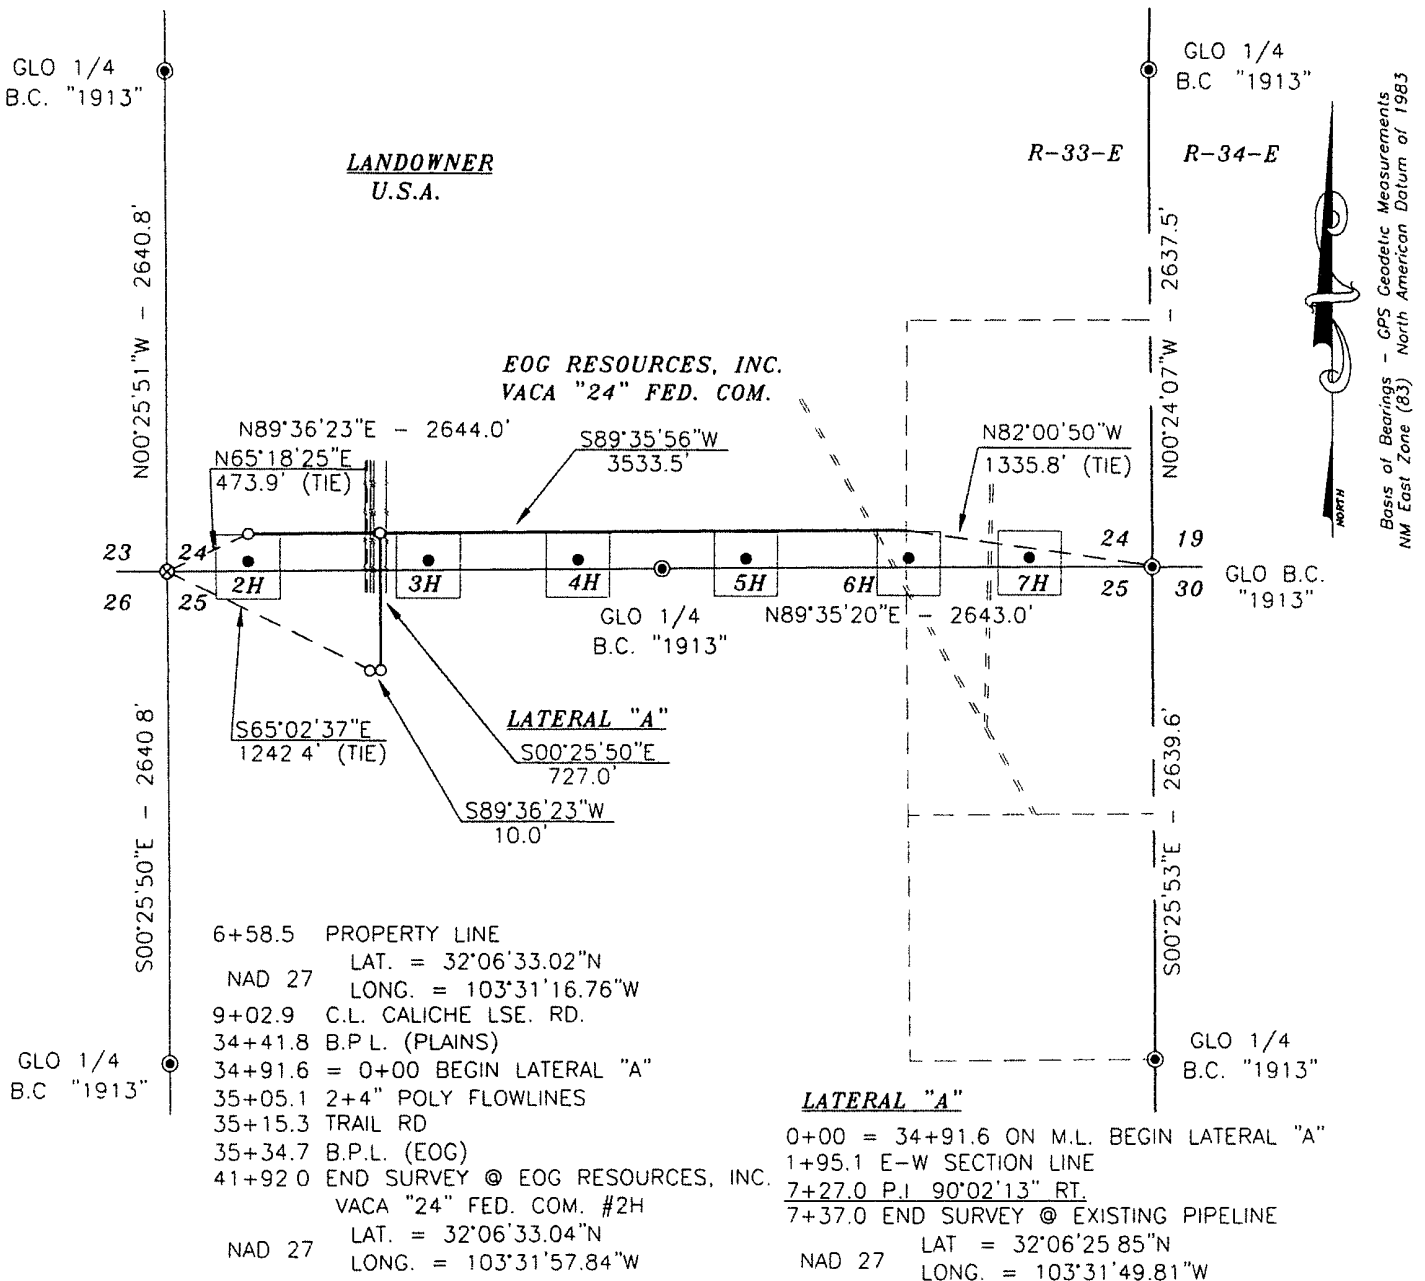 GLO 1/4
B.C. "1913"
GLO 1/4
B.C "1913"
LANDOWNER
U.S.A.
R-33-E
R-34-E
N00°25'51"W - 2640.8'
N00°24'07"W - 2637.5'
Basis of Bearings - GPS Geodetic Measurements
NM East Zone (83) North American Datum of 1983
NORTH
EOG RESOURCES, INC.
VACA "24" FED. COM.
N89°36'23"E - 2644.0'
N65°18'25"E
473.9' (TIE)
S89°35'56"W
3533.5'
N82°00'50"W
1335.8' (TIE)
23
24
24
19
26
25
25
30
2H
3H
4H
5H
6H
7H
GLO B.C.
"1913"
GLO 1/4
B.C. "1913"
N89°35'20"E - 2643.0'
S65°02'37"E
1242 4' (TIE)
LATERAL "A"
S00°25'50"E
727.0'
S89°36'23"W
10.0'
S00°25'50"E - 2640 8'
S00°25'53"E - 2639.6'
GLO 1/4
B.C "1913"
GLO 1/4
B.C. "1913"
6+58.5 PROPERTY LINE
LAT. = 32°06'33.02"N
NAD 27
LONG. = 103°31'16.76"W
9+02.9 C.L. CALICHE LSE. RD.
34+41.8 B.P L. (PLAINS)
34+91.6 = 0+00 BEGIN LATERAL "A"
35+05.1 2+4" POLY FLOWLINES
35+15.3 TRAIL RD
35+34.7 B.P.L. (EOG)
41+92 0 END SURVEY @ EOG RESOURCES, INC.
VACA "24" FED. COM. #2H
LAT. = 32°06'33.04"N
NAD 27
LONG. = 103°31'57.84"W
LATERAL "A"
0+00 = 34+91.6 ON M.L. BEGIN LATERAL "A"
1+95.1 E-W SECTION LINE
7+27.0 P.I 90°02'13" RT.
7+37.0 END SURVEY @ EXISTING PIPELINE
LAT = 32°06'25 85"N
NAD 27
LONG. = 103°31'49.81"W